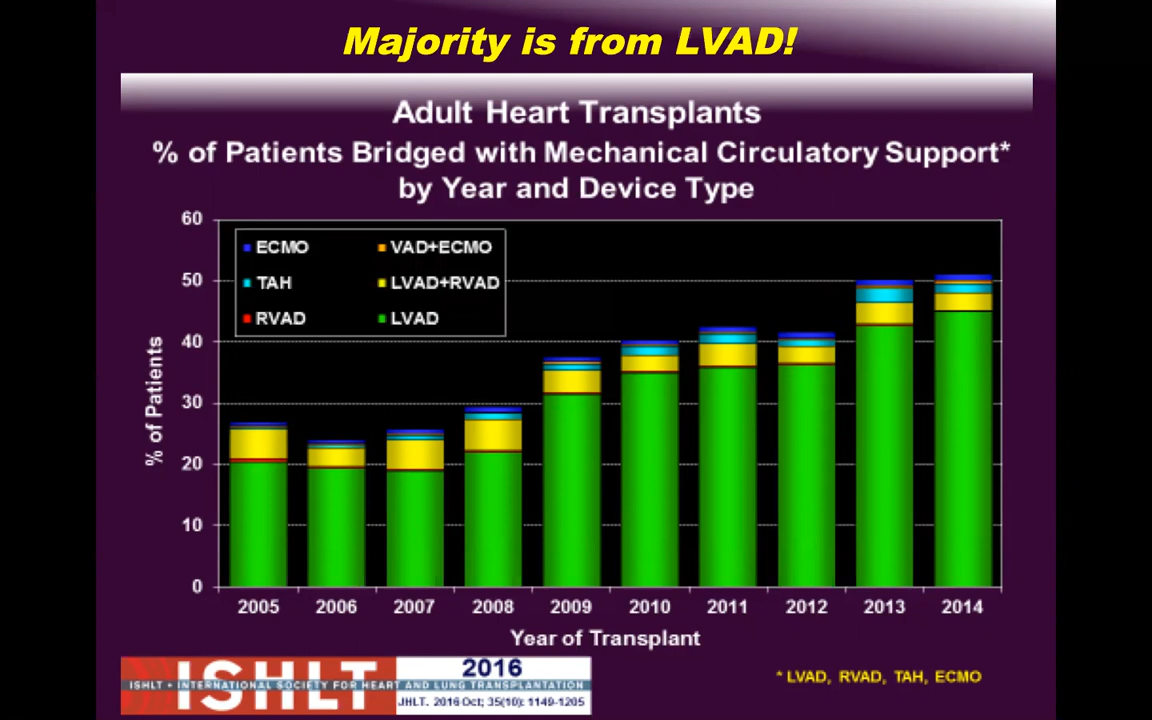 Majority is from LVAD!
Adult Heart Transplants
% of Patients Bridged with Mechanical Circulatory Support*
by Year and Device Type
60
50
40
30
20
10
0
% of Patients
ECMO VAD+ECMO
TAH LVAD+RVAD
RVAD LVAD
2005 2006 2007 2008 2009 2010 2011 2012 2013 2014
Year of Transplant
ISHLT 2016
ISHLT • INTERNATIONAL SOCIETY FOR HEART AND LUNG TRANSPLANTATION
JHLT. 2016 Oct; 35(10): 1149-1205
* LVAD, RVAD, TAH, ECMO